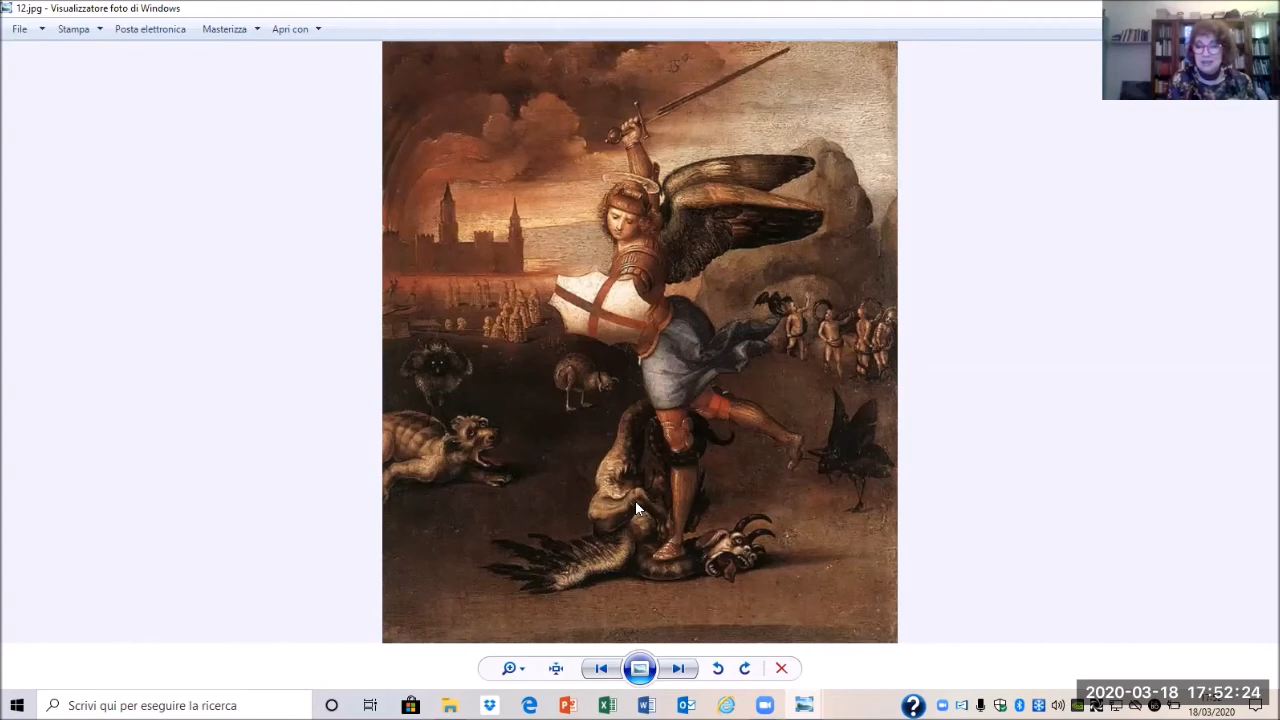 12.jpg - Visualizzatore foto di Windows
File Stampa Posta elettronica Masterizza Apri con
Scrivi qui per eseguire la ricerca
2020-03-18 17:52:24
18/03/2020